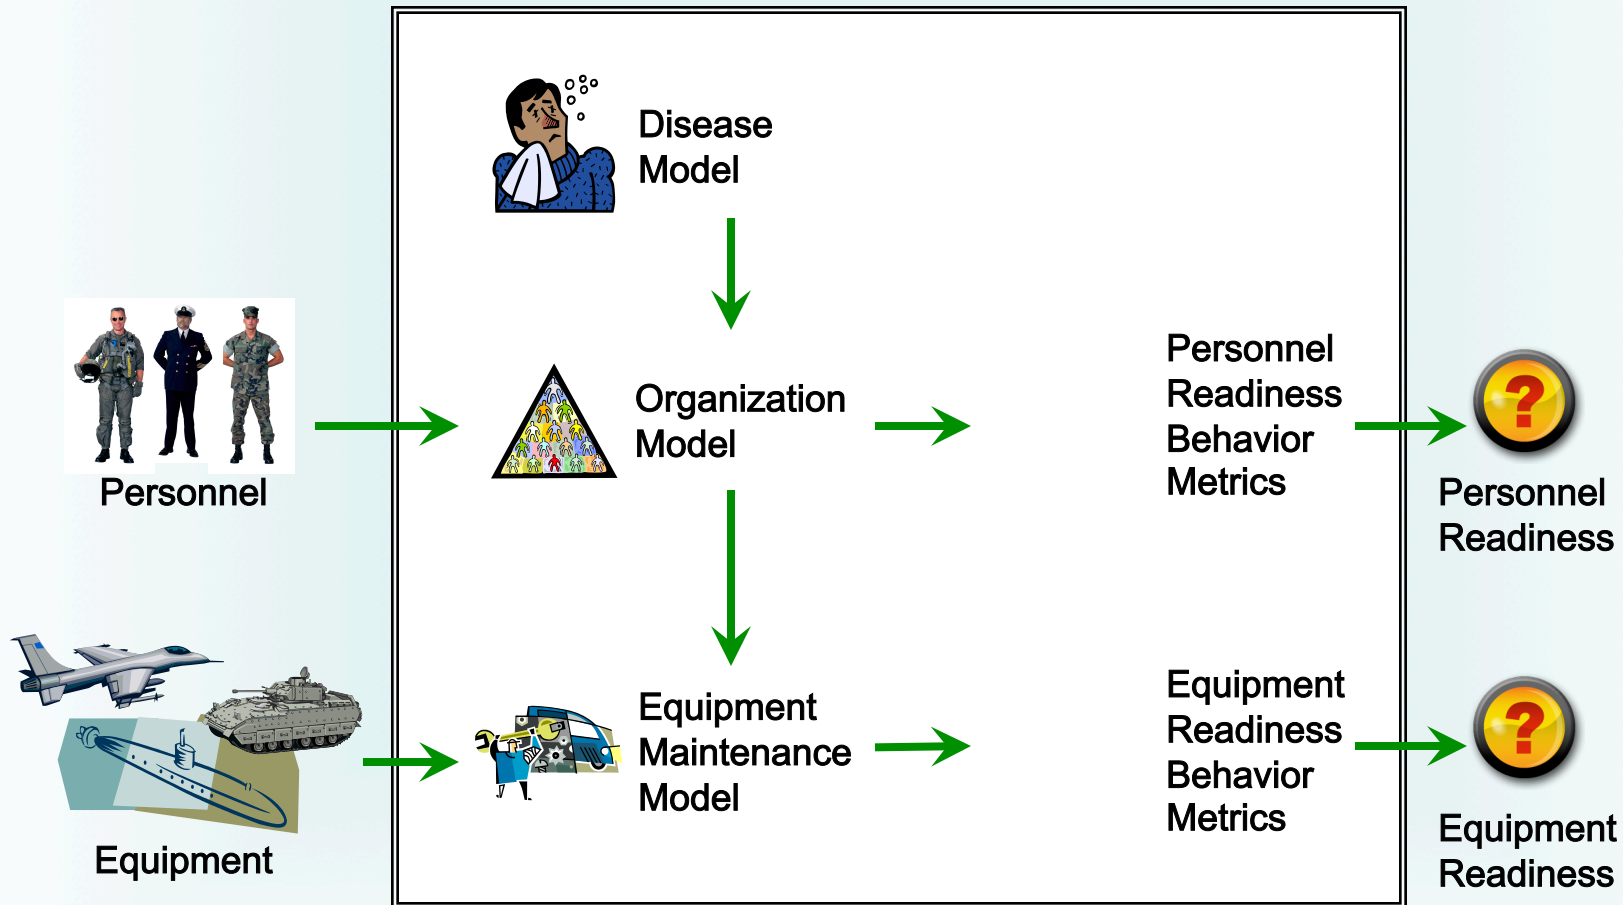 Disease
Model
Personnel
Organization
Model
Personnel
Readiness
Behavior
Metrics
Personnel
Readiness
Equipment
Equipment
Maintenance
Model
Equipment
Readiness
Behavior
Metrics
Equipment
Readiness